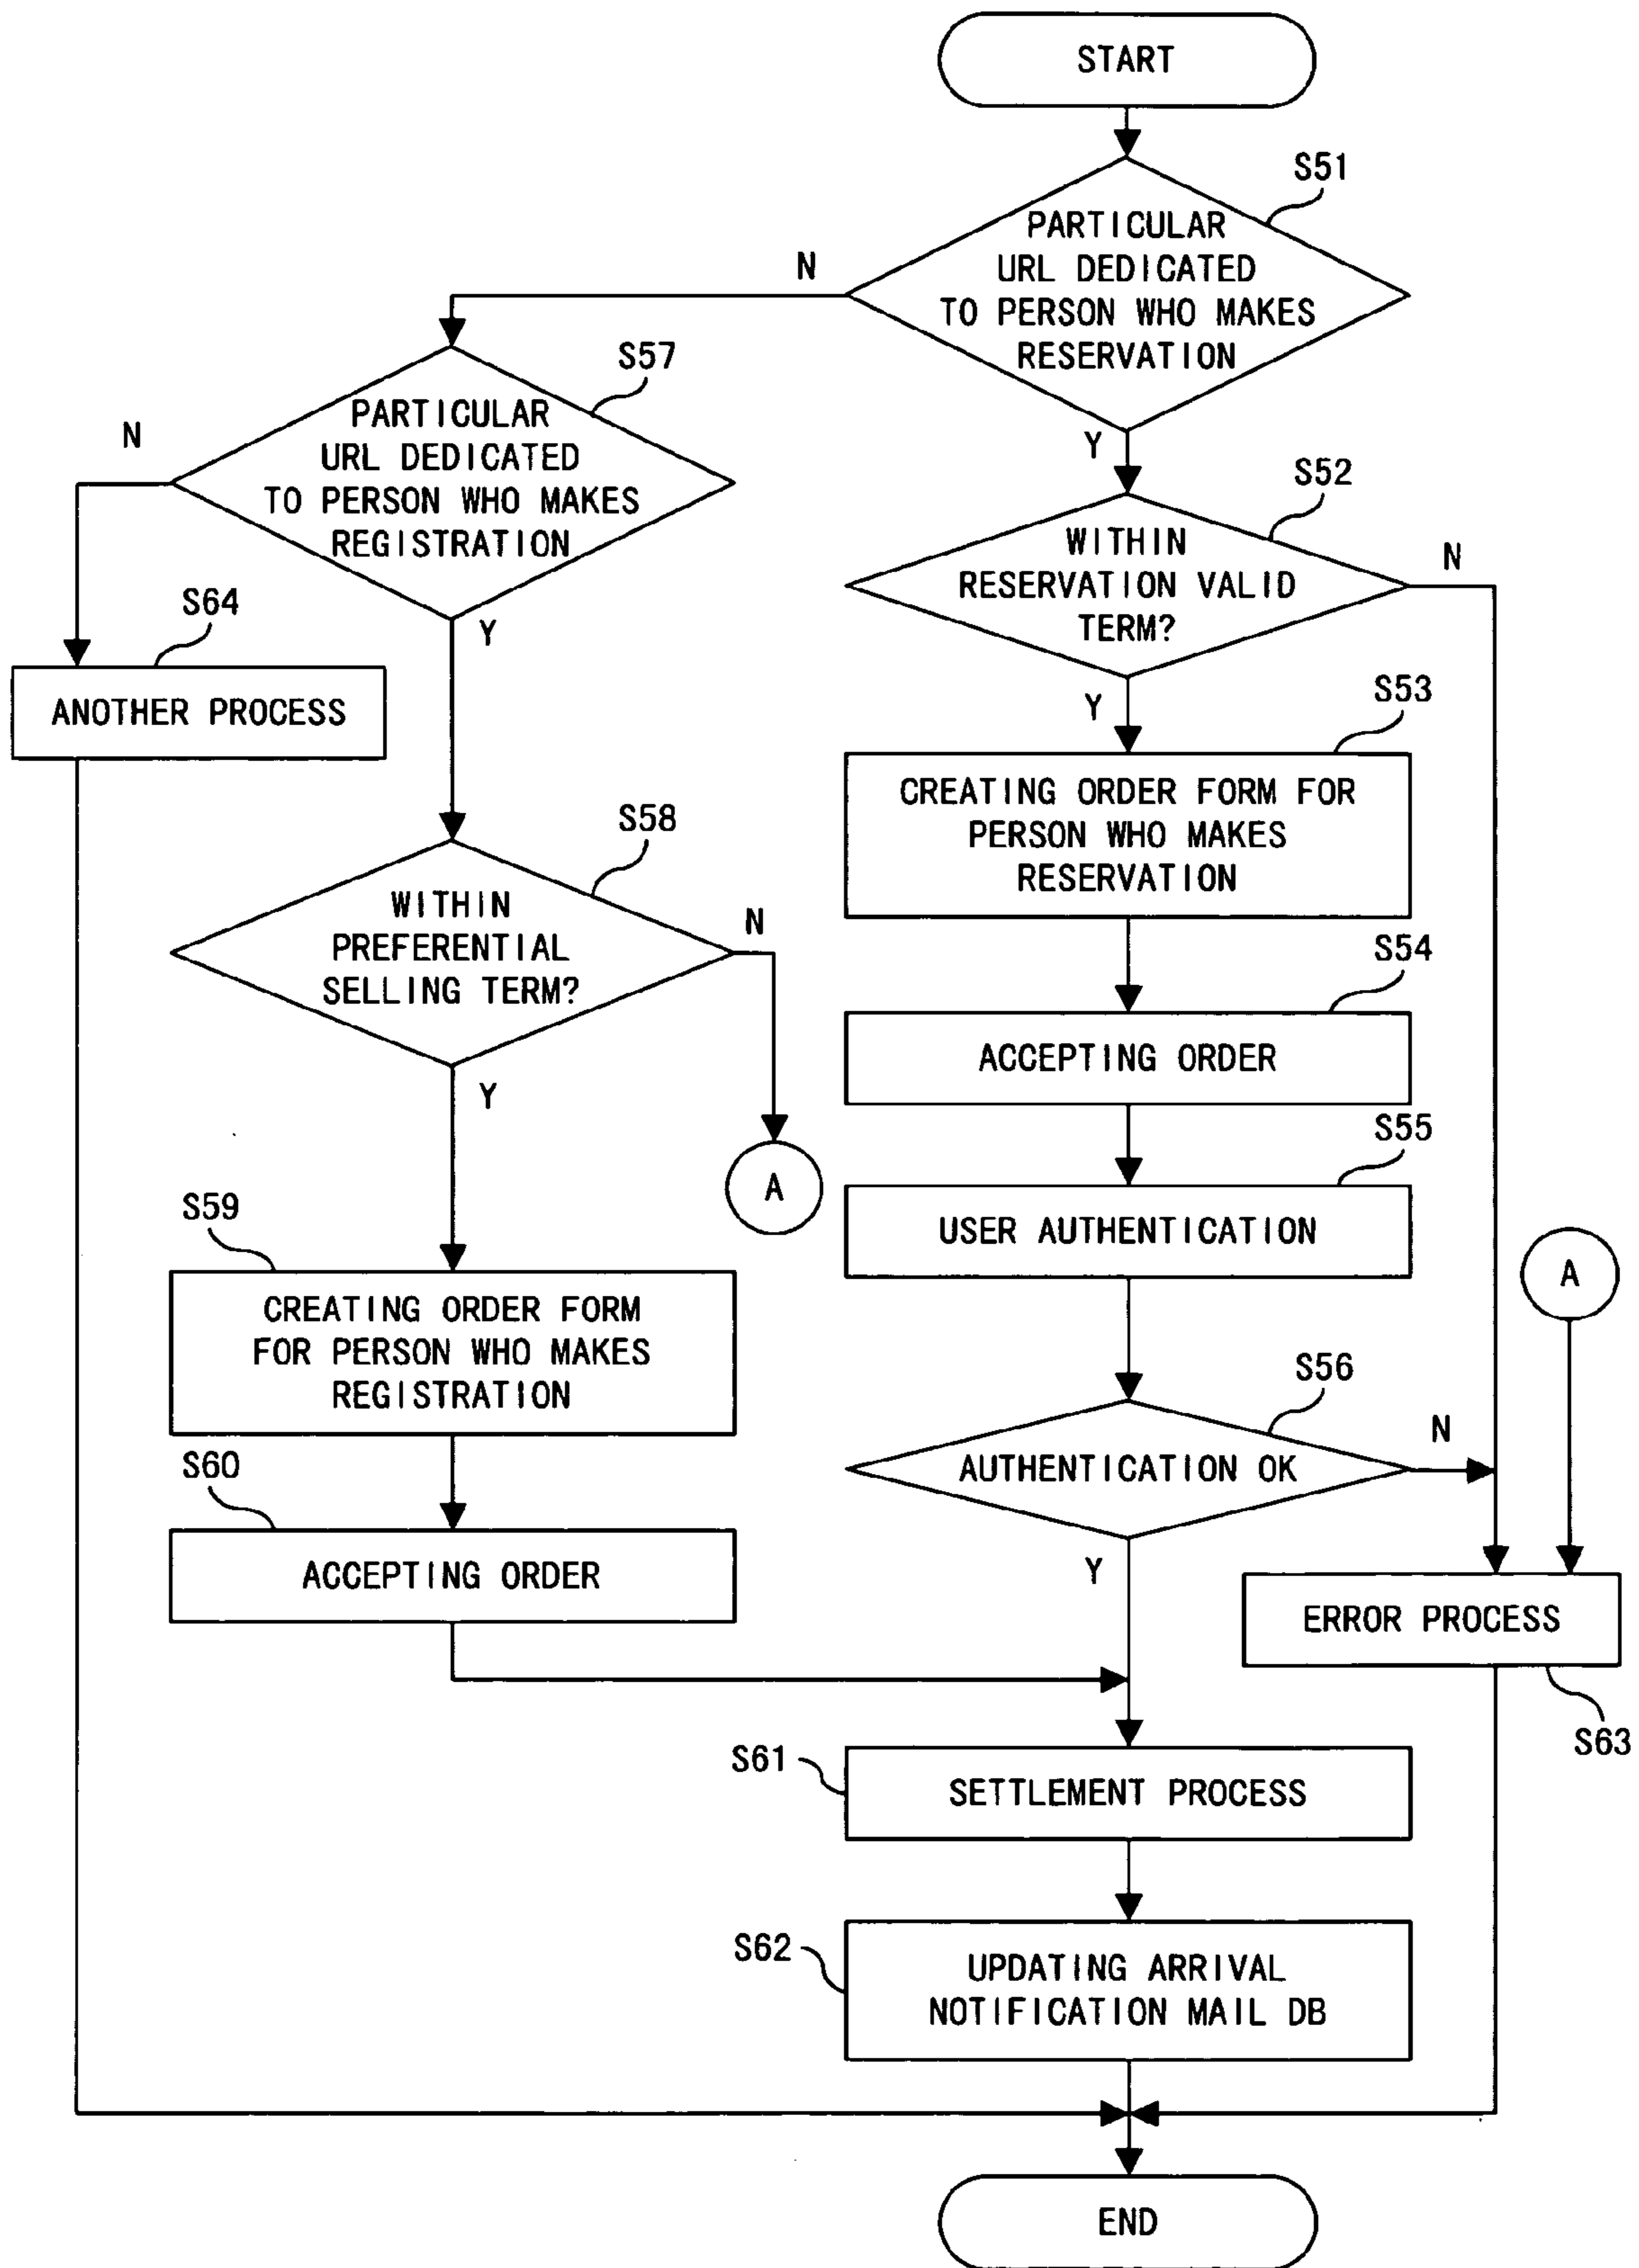 START
S51
PARTICULAR
URL DEDICATED
TO PERSON WHO MAKES
RESERVATION
N
Y
S57
PARTICULAR
URL DEDICATED
TO PERSON WHO MAKES
REGISTRATION
N
Y
S52
WITHIN
RESERVATION VALID
TERM?
N
Y
S64
ANOTHER PROCESS
S53
CREATING ORDER FORM FOR
PERSON WHO MAKES
RESERVATION
S58
WITHIN
PREFERENTIAL
SELLING TERM?
N
Y
A
S54
ACCEPTING ORDER
S55
USER AUTHENTICATION
S59
CREATING ORDER FORM
FOR PERSON WHO MAKES
REGISTRATION
A
S56
AUTHENTICATION OK
N
Y
S60
ACCEPTING ORDER
ERROR PROCESS
S63
S61
SETTLEMENT PROCESS
S62
UPDATING ARRIVAL
NOTIFICATION MAIL DB
END